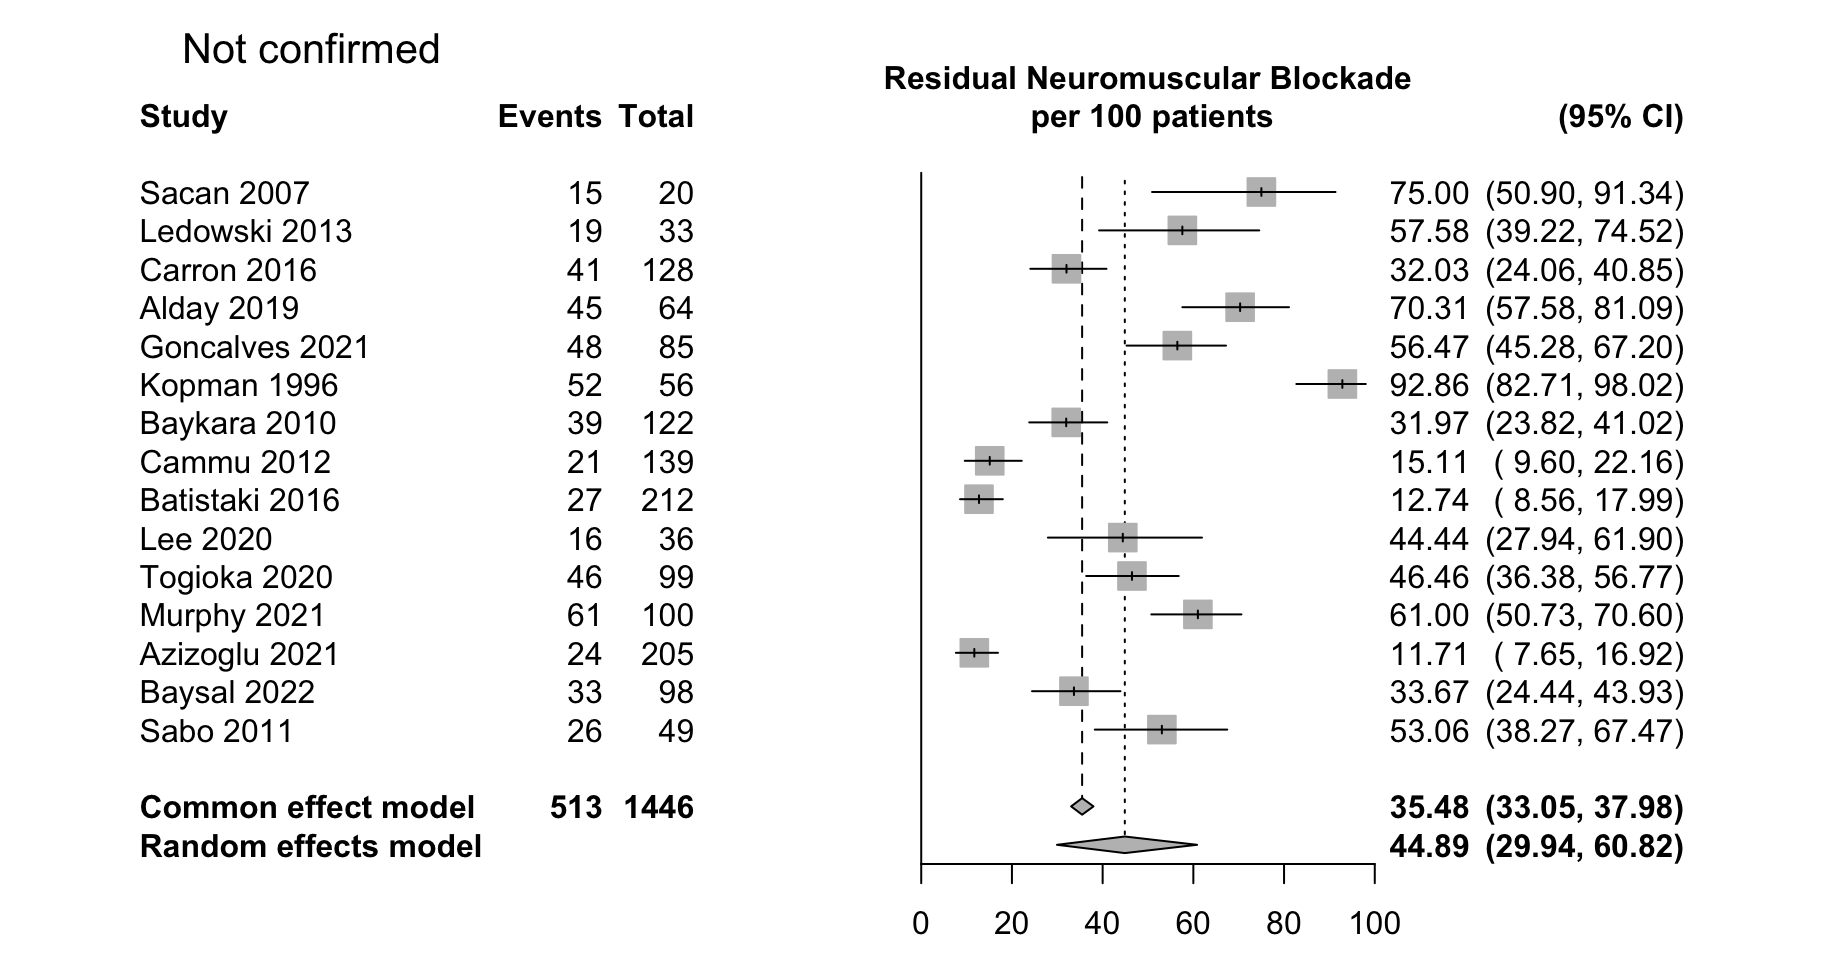 Not confirmed
Residual Neuromuscular Blockade
Study Events Total per 100 patients (95% CI)
Sacan 2007 15 20 75.00 (50.90, 91.34)
Ledowski 2013 19 33 57.58 (39.22, 74.52)
Carron 2016 41 128 32.03 (24.06, 40.85)
Alday 2019 45 64 70.31 (57.58, 81.09)
Goncalves 2021 48 85 56.47 (45.28, 67.20)
Kopman 1996 52 56 92.86 (82.71, 98.02)
Baykara 2010 39 122 31.97 (23.82, 41.02)
Cammu 2012 21 139 15.11 ( 9.60, 22.16)
Batistaki 2016 27 212 12.74 ( 8.56, 17.99)
Lee 2020 16 36 44.44 (27.94, 61.90)
Togioka 2020 46 99 46.46 (36.38, 56.77)
Murphy 2021 61 100 61.00 (50.73, 70.60)
Azizoglu 2021 24 205 11.71 ( 7.65, 16.92)
Baysal 2022 33 98 33.67 (24.44, 43.93)
Sabo 2011 26 49 53.06 (38.27, 67.47)
Common effect model 513 1446 35.48 (33.05, 37.98)
Random effects model 44.89 (29.94, 60.82)
0 20 40 60 80 100